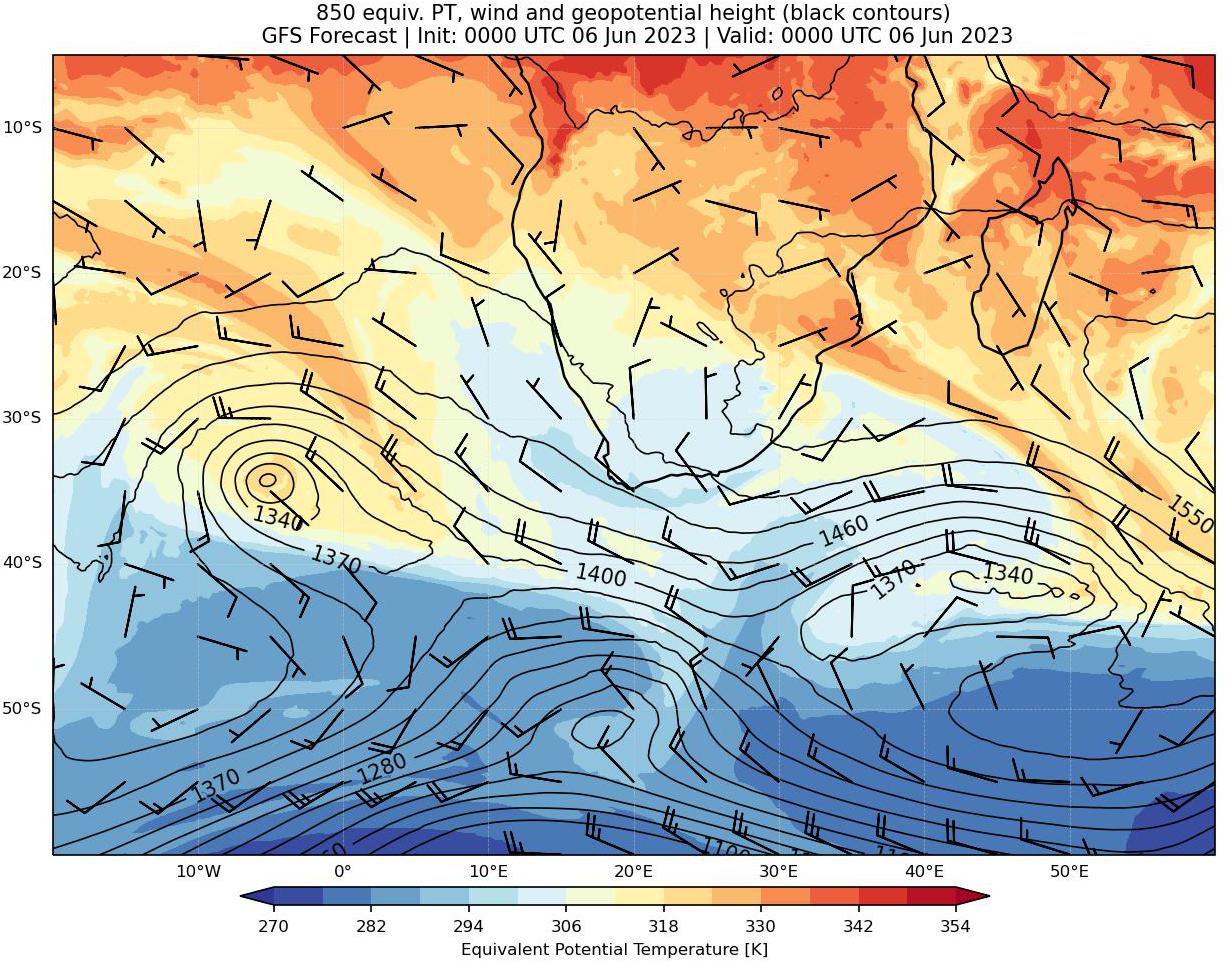 850 equiv. PT, wind and geopotential height (black contours)
GFS Forecast | Init: 0000 UTC 06 Jun 2023 | Valid: 0000 UTC 06 Jun 2023
10°S
20°S
30°S
1550
1340
1460
1370
1400
1370
1340
40°S
50°S
1370
1280
1100
10°W
0°
10°E
20°E
30°E
40°E
50°E
270
282
294
306
318
330
342
354
Equivalent Potential Temperature [K]